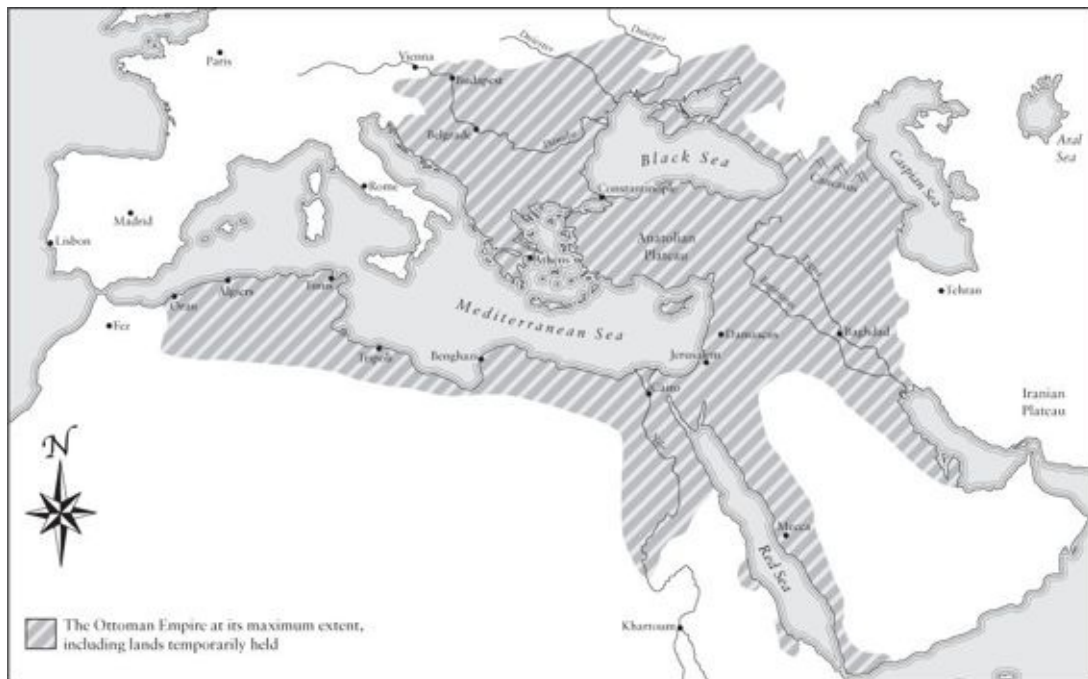 Paris
Vienna
Dniester
Dnieper
Budapest
Belgrade
Danube
Black Sea
Caucasus
Caspian Sea
Aral
Sea
Rome
Constantinople
Madrid
Lisbon
Anatolian
Plateau
Athens
Tigris
Euphrates
Tehran
Oran
Algiers
Tunis
Fez
Mediterranean Sea
Damascus
Baghdad
Tripoli
Benghazi
Jerusalem
Cairo
Iranian
Plateau
Nile
N
Mecca
Red Sea
Khartoum
The Ottoman Empire at its maximum extent,
including lands temporarily held